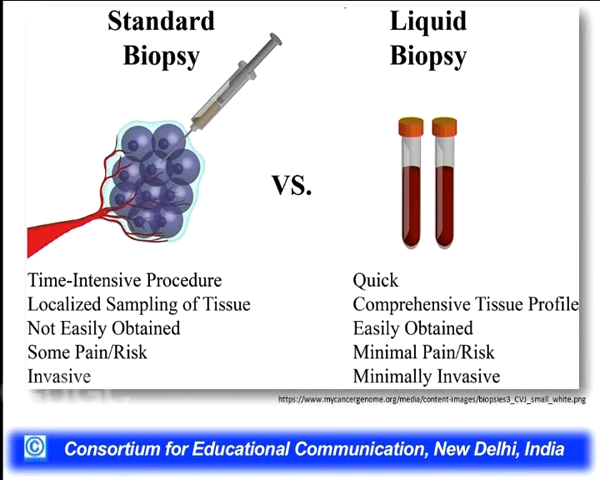 Standard
Biopsy
Liquid
Biopsy
VS.
Time-Intensive Procedure
Localized Sampling of Tissue
Not Easily Obtained
Some Pain/Risk
Invasive
Quick
Comprehensive Tissue Profile
Easily Obtained
Minimal Pain/Risk
Minimally Invasive
https://www.mycancergenome.org/media/content-images/biopsies3_CVJ_small_white.png
© Consortium for Educational Communication, New Delhi, India